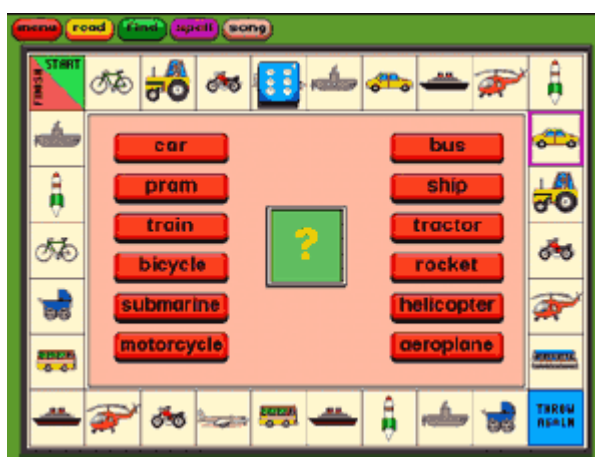 menu read find spell song
START
FINISH
car bus
pram ship
train ?
tractor
bicycle rocket
submarine helicopter
motorcycle aeroplane
THROW
AGAIN